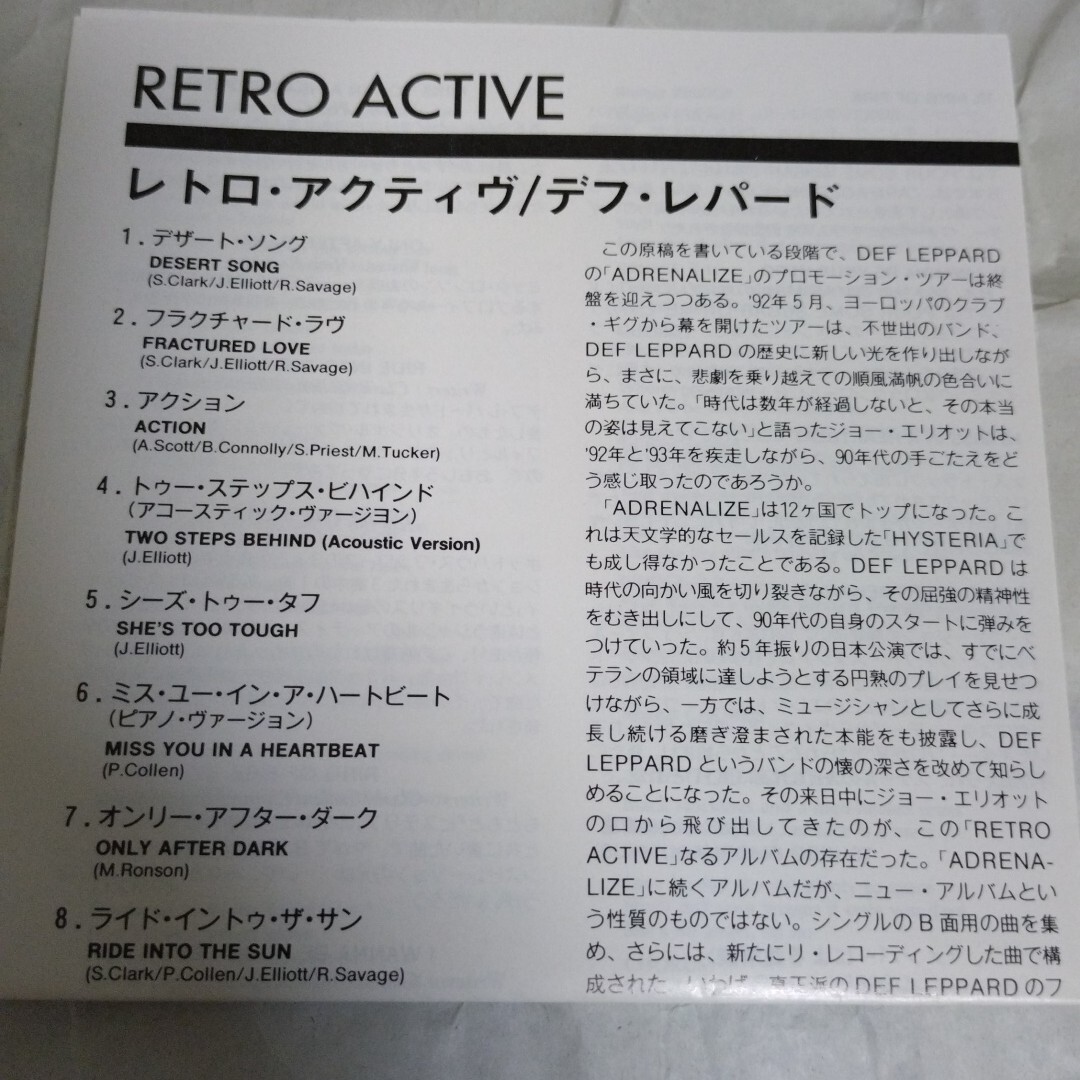 RETRO ACTIVE
レトロ・アクティヴ/デフ・レパード
1. デザート・ソング
DESERT SONG
(S.Clark/J.Elliott/R.Savage)
2. フラクチャード・ラヴ
FRACTURED LOVE
(S.Clark/J.Elliott/R.Savage)
3. アクション
ACTION
(A.Scott/B.Connolly/S.Priest/M.Tucker)
4. トゥー・ステップス・ビハインド
(アコースティック・ヴァージヨン)
TWO STEPS BEHIND (Acoustic Version)
(J.Elliott)
5. シーズ・トゥー・タフ
SHE'S TOO TOUGH
(J.Elliott)
6. ミス・ユー・イン・ア・ハートビート
(ピアノ・ヴァージョン)
MISS YOU IN A HEARTBEAT
(P.Collen)
7. オンリー・アフター・ダーク
ONLY AFTER DARK
(M.Ronson)
8. ライド・イントゥ・ザ・サン
RIDE INTO THE SUN
(S.Clark/P.Collen/J.Elliott/R.Savage)
この原稿を書いている段階で、DEF LEPPARD
の「ADRENALIZE」のプロモーション・ツアーは終
盤を迎えつつある。'92年5月、ヨーロッパのクラブ
・ギグから幕を開けたツアーは、不世出のバンド、
DEF LEPPARD の歴史に新しい光を作り出しなが
ら、まさに、悲劇を乗り越えての順風満帆の色合いに
満ちていた。「時代は数年が経過しないと、その本当
の姿は見えてこない」と語ったジョー・エリオットは、
'92年と'93年を疾走しながら、90年代の手ごたえをど
う感じ取ったのであろうか。
「ADRENALIZE」は12ヶ国でトップになった。こ
れは天文学的なセールスを記録した「HYSTERIA」で
も成し得なかったことである。DEF LEPPARD は
時代の向かい風を切り裂きながら、その屈強の精神性
をむき出しにして、90年代の自身のスタートに弾みを
つけていった。約5年振りの日本公演では、すでにベ
テランの領域に達しようとする円熟のプレイを見せつ
けながら、一方では、ミュージシャンとしてさらに成
長し続ける磨ぎ澄まされた本能をも披露し、DEF
LEPPARD というバンドの懐の深さを改めて知らし
めることになった。その来日中にジョー・エリオット
の口から飛び出してきたのが、この「RETRO
ACTIVE」なるアルバムの存在だった。「ADRENA-
LIZE」に続くアルバムだが、ニュー・アルバムとい
う性質のものではない。シングルのB面用の曲を集
め、さらには、新たにリ・レコーディングした曲で構
成された、いわば、真正派のDEF LEPPARDのフ